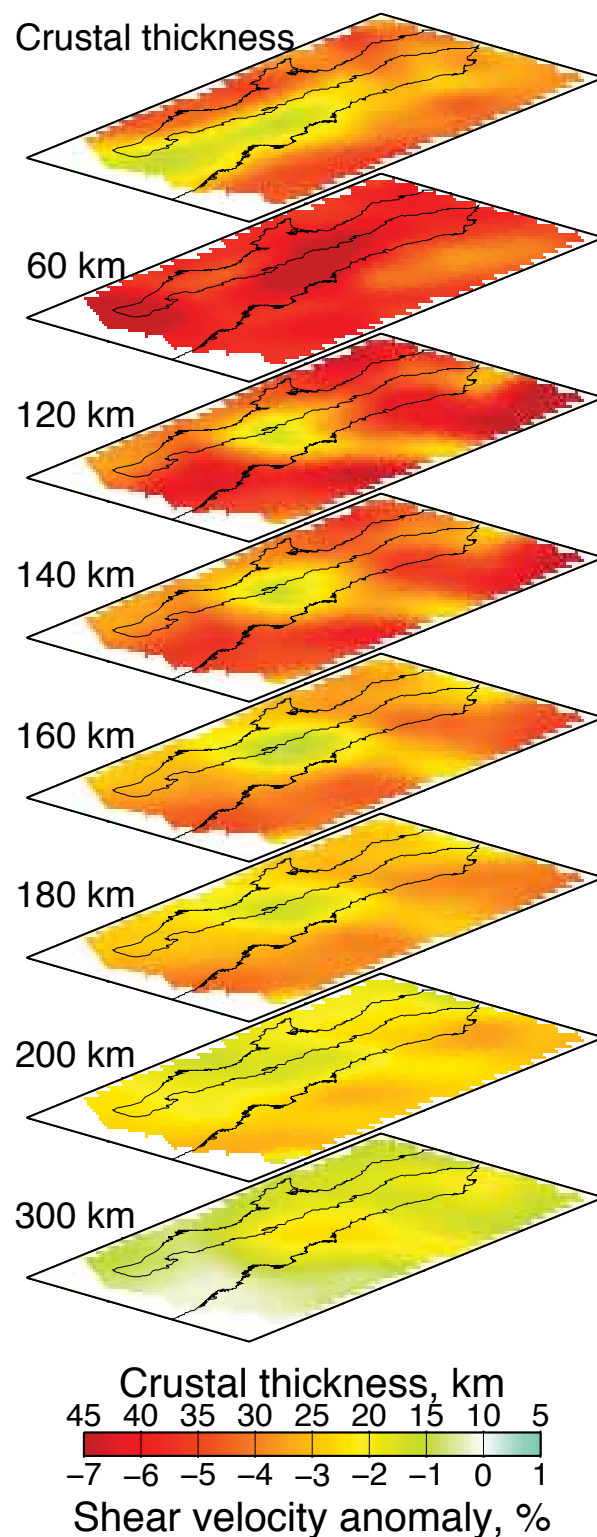 Crustal thickness
60 km
120 km
140 km
160 km
180 km
200 km
300 km
Crustal thickness, km
45 40 35 30 25 20 15 10 5
−7 −6 −5 −4 −3 −2 −1 0 1
Shear velocity anomaly, %